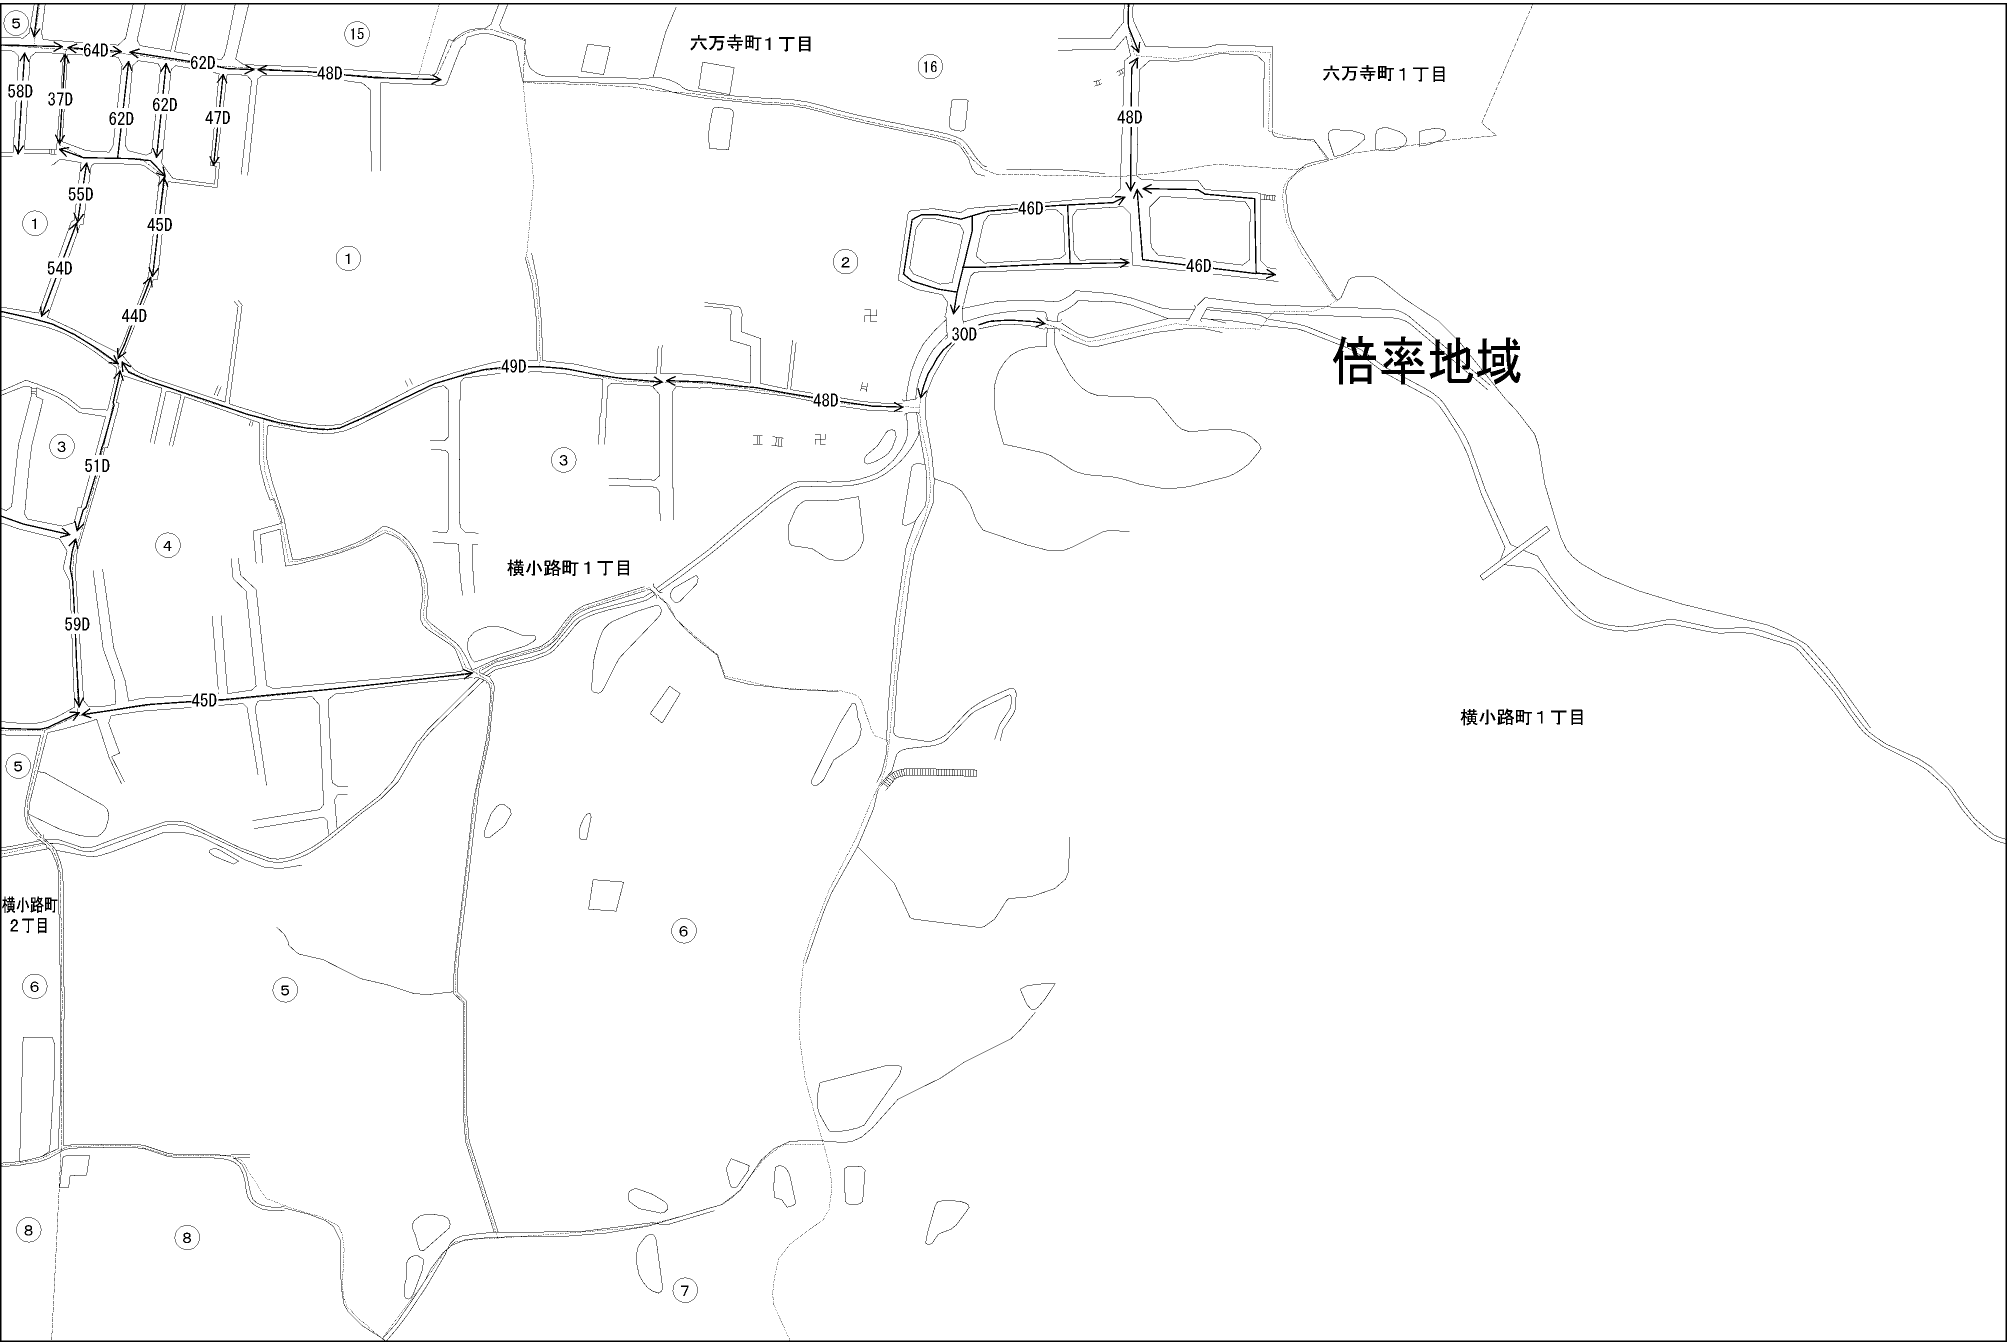 ⑤
⑮
六万寺町１丁目
⑯
六万寺町１丁目
64D
62D
48D
58D
37D
62D
62D
47D
48D
55D
①
45D
46D
54D
①
②
46D
44D
30D
49D
倍率地域
48D
③
51D
③
④
横小路町１丁目
59D
45D
横小路町１丁目
⑤
横小路町
２丁目
⑥
⑥
⑤
⑧
⑧
⑦